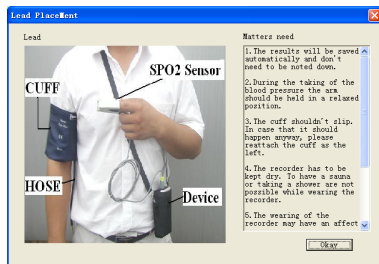 Lead PlaceMent
Lead
Matters need
CUFF
SPO2 Sensor
HOSE
Device
1.The results will be saved
automatically and don't
need to be noted down.
2.During the taking of the
blood pressure the arm
should be held in a relaxed
position.
3.The cuff shouldn't slip.
In case that it should
happen anyway, please
reattach the cuff as the
left.
4.The recorder has to be
kept dry. To have a sauna
or taking a shower are not
possible while wearing the
recorder.
5.The wearing of the
recorder may have an affect
Okay